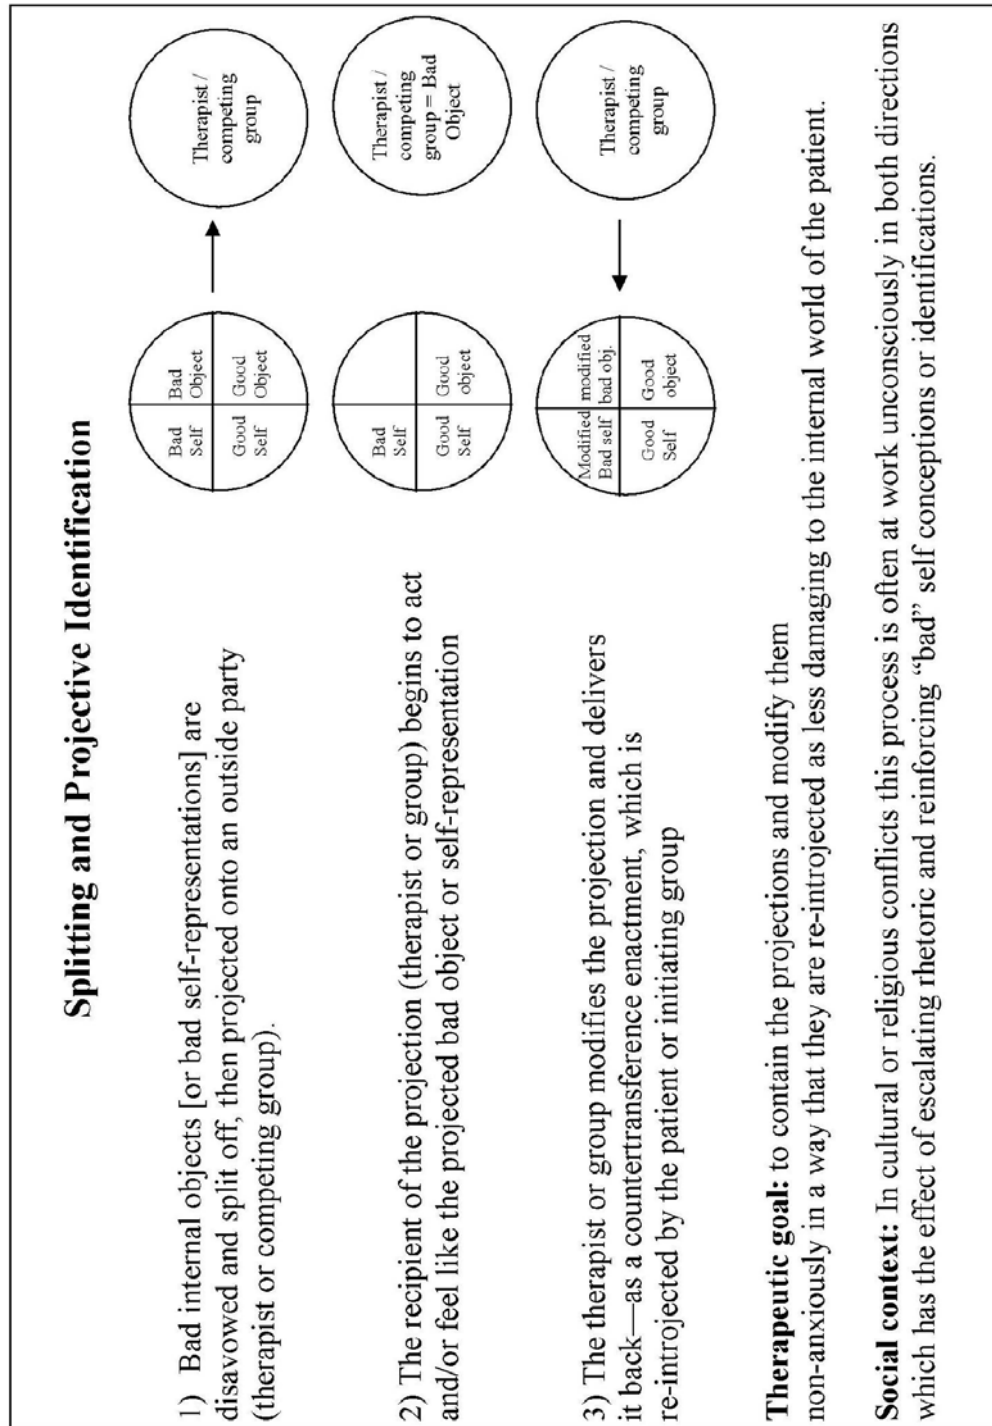 Splitting and Projective Identification
1) Bad internal objects [or bad self-representations] are
disavowed and split off, then projected onto an outside party
(therapist or competing group).
Bad
Self
Bad
Object
Good
Self
Good
Object
Therapist /
competing
group
2) The recipient of the projection (therapist or group) begins to act
and/or feel like the projected bad object or self-representation
Bad
Self
Good
Self
Good
object
Therapist /
competing
group = Bad
Object
3) The therapist or group modifies the projection and delivers
it back—as a countertransference enactment, which is
re-introjected by the patient or initiating group
Modified
Bad self
modified
bad obj.
Good
Self
Good
object
Therapist /
competing
group
Therapeutic goal: to contain the projections and modify them
non-anxiously in a way that they are re-introjected as less damaging to the internal world of the patient.
Social context: In cultural or religious conflicts this process is often at work unconsciously in both directions
which has the effect of escalating rhetoric and reinforcing “bad” self conceptions or identifications.